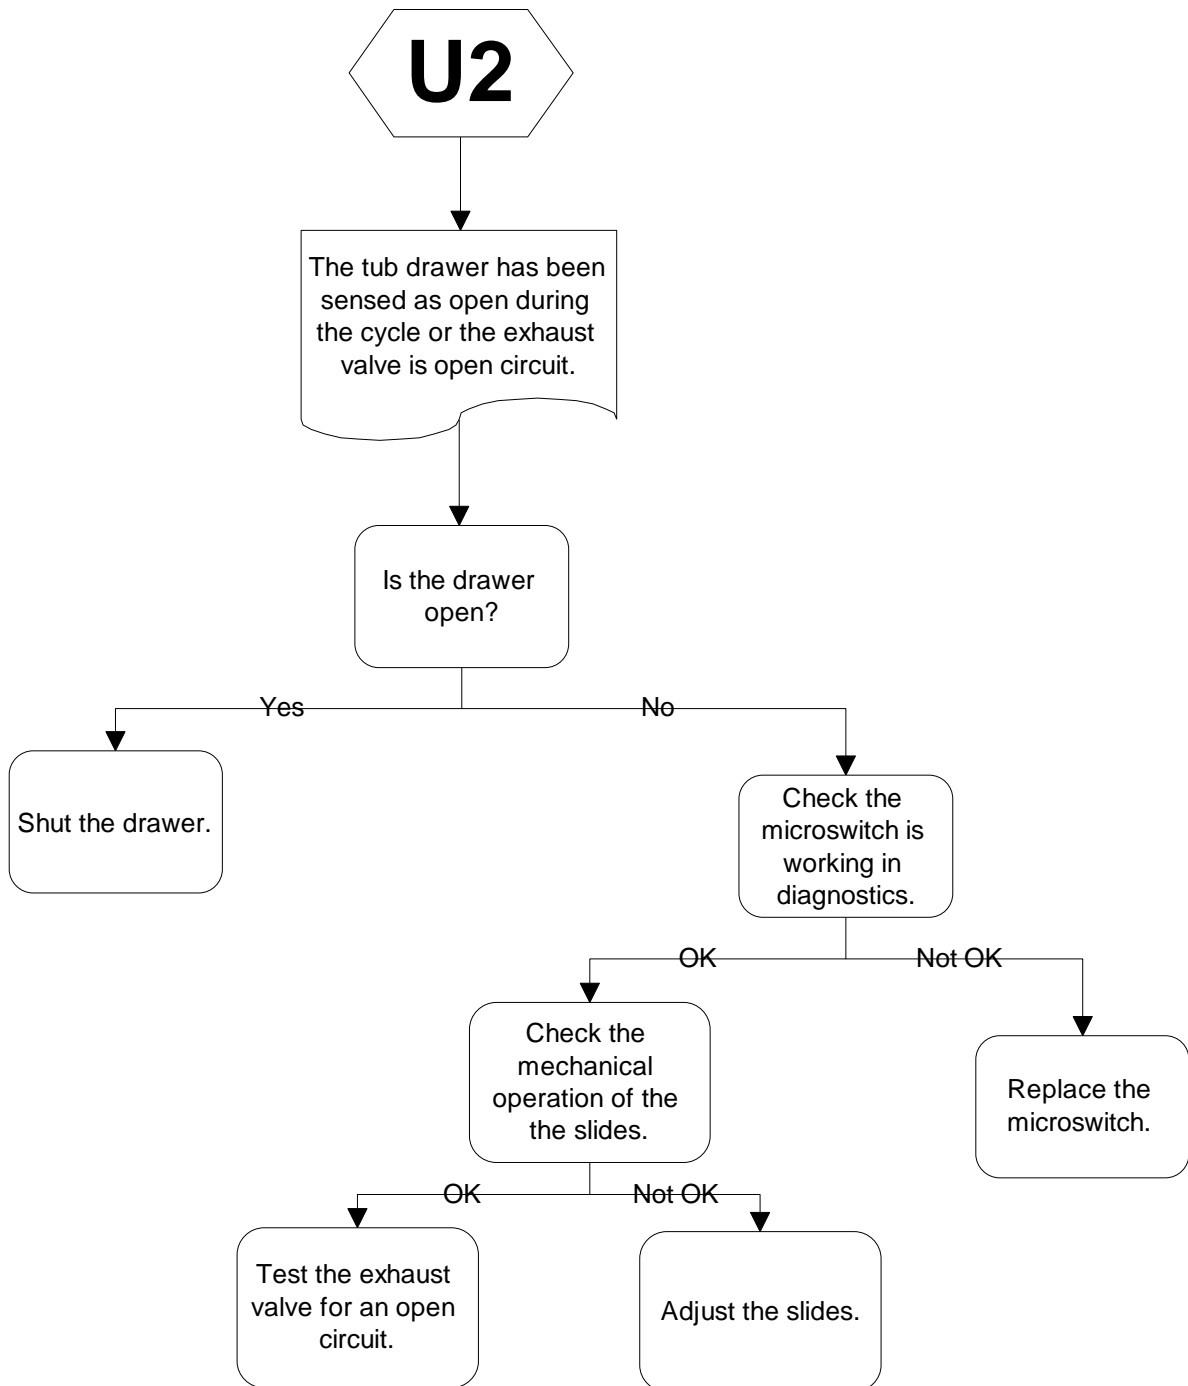 U2
The tub drawer has been
sensed as open during
the cycle or the exhaust
valve is open circuit.
Is the drawer
open?
Yes
No
Shut the drawer.
Check the
microswitch is
working in
diagnostics.
OK
Not OK
Check the
mechanical
operation of the
the slides.
Replace the
microswitch.
OK
Not OK
Test the exhaust
valve for an open
circuit.
Adjust the slides.